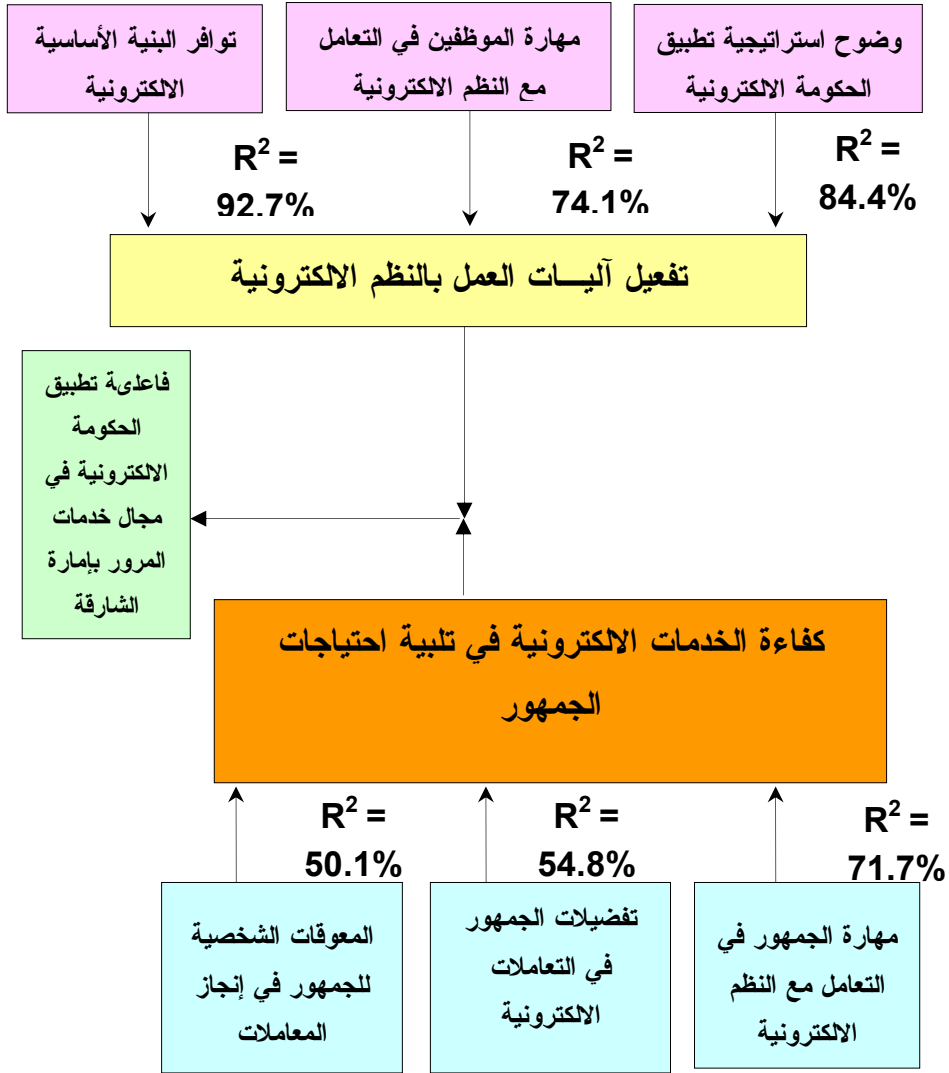 وضوح استراتيجية تطبيق
الحكومة الالكترونية
مهارة الموظفين في التعامل
مع النظم الالكترونية
توافر البنية الأساسية
الالكترونية
R² =
84.4%
R² =
74.1%
R² =
92.7%
تفعيل آليـــات العمل بالنظم الالكترونية
فاعلىة تطبيق
الحكومة
الالكترونية في
مجال خدمات
المرور بإمارة
الشارقة
كفاءة الخدمات الالكترونية في تلبية احتياجات
الجمهور
R² =
71.7%
R² =
54.8%
R² =
50.1%
مهارة الجمهور في
التعامل مع النظم
الالكترونية
تفضيلات الجمهور
في التعاملات
الالكترونية
المعوقات الشخصية
للجمهور في إنجاز
المعاملات